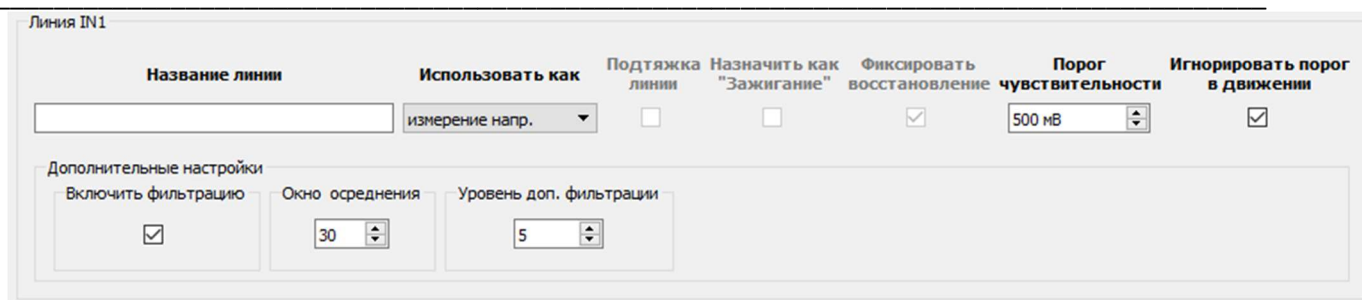 Линия IN1
Название линии
Использовать как
Подтяжка линии
Назначить как "Зажигание"
Фиксировать восстановление
Порог чувствительности
Игнорировать порог в движении
измерение напр.
500 мВ
Дополнительные настройки
Включить фильтрацию
Окно осреднения
Уровень доп. фильтрации
30
5